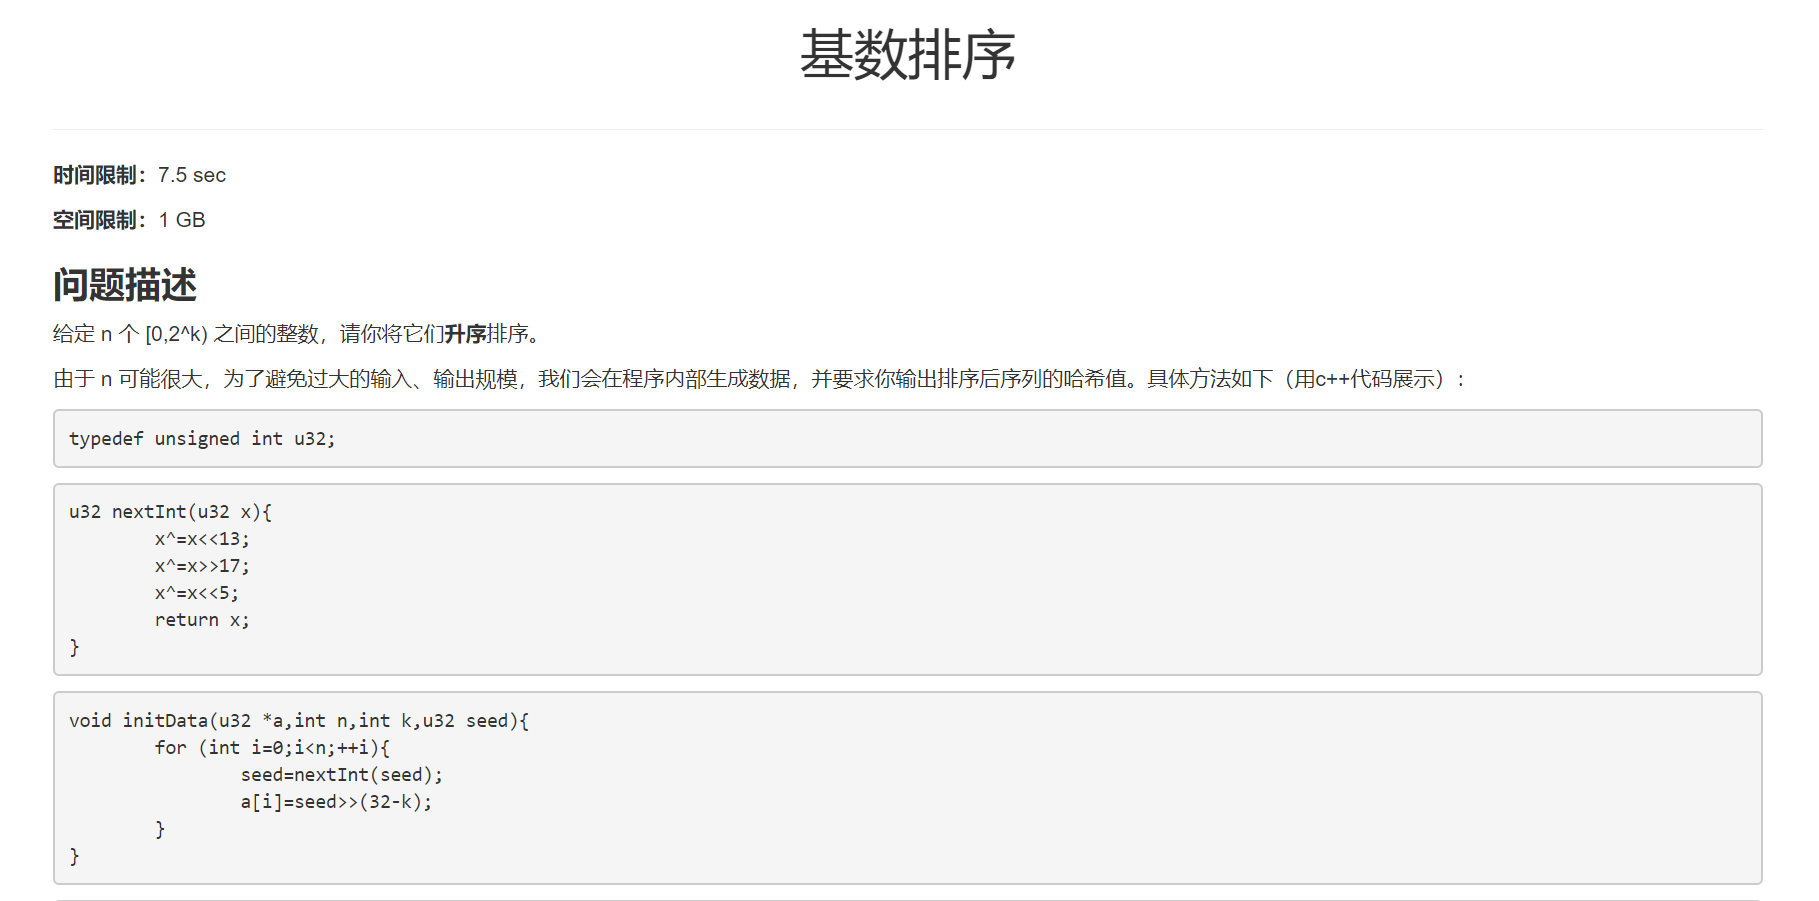 基数排序
时间限制：7.5 sec
空间限制：1 GB
问题描述
给定 n 个 [0,2^k) 之间的整数，请你将它们升序排序。
由于 n 可能很大，为了避免过大的输入、输出规模，我们会在程序内部生成数据，并要求你输出排序后序列的哈希值。具体方法如下（用c++代码展示）：
typedef unsigned int u32;
u32 nextInt(u32 x){
        x^=x<<13;
        x^=x>>17;
        x^=x<<5;
        return x;
}
void initData(u32 *a,int n,int k,u32 seed){
        for (int i=0;i<n;++i){
                seed=nextInt(seed);
                a[i]=seed>>(32-k);
        }
}